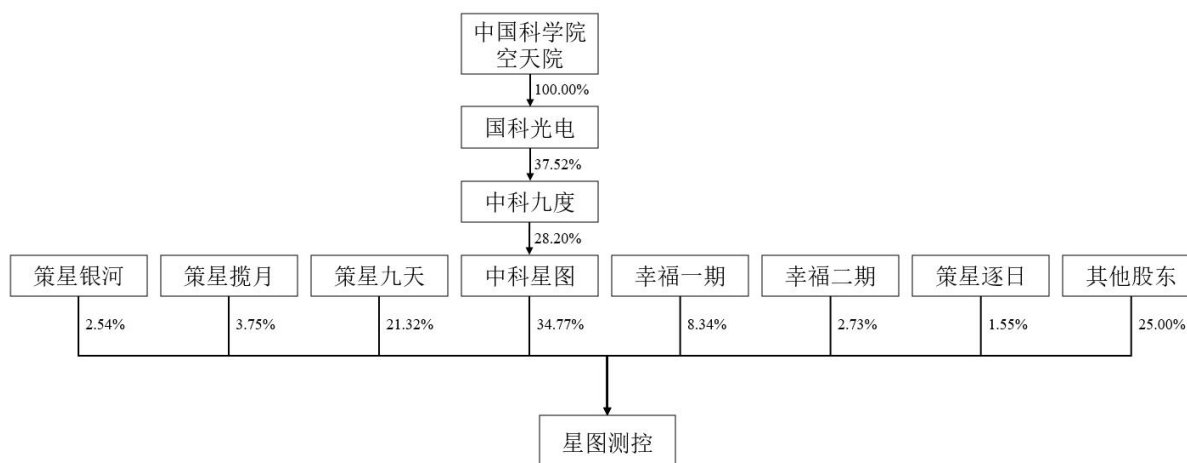 中国科学院
空天院
100.00%
国科光电
37.52%
中科九度
28.20%
策星银河
策星揽月
策星九天
中科星图
幸福一期
幸福二期
策星逐日
其他股东
2.54%
3.75%
21.32%
34.77%
8.34%
2.73%
1.55%
25.00%
星图测控